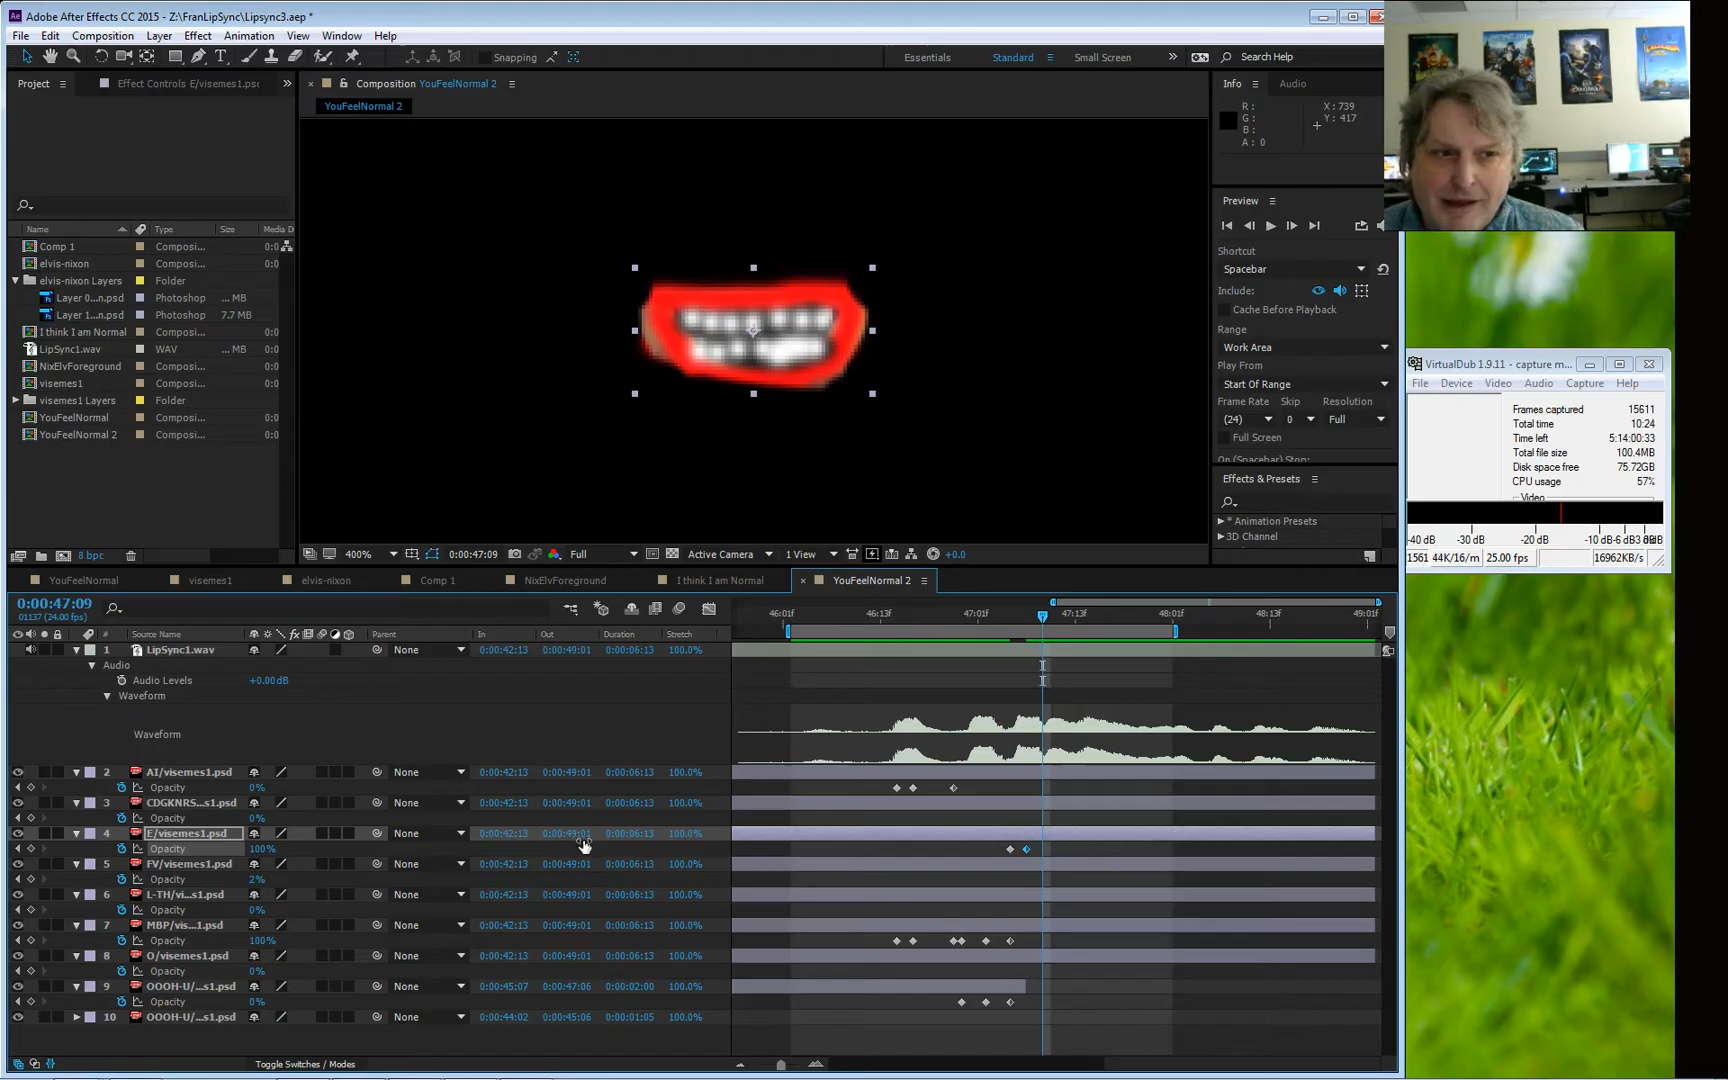 Adobe After Effects CC 2015 - Z:\FranLipSync\Lipsync3.aep *
File Edit Composition Layer Effect Animation View Window Help
Snapping
Essentials Standard Small Screen Search Help
Project Effect Controls E/visemes1.psd
Composition YouFeelNormal 2
YouFeelNormal 2
Info Audio
R: X: 739
G: Y: 417
B:
A: 0
Preview
Shortcut
Spacebar
Include:
Cache Before Playback
Range
Work Area
Play From
Start Of Range
Frame Rate Skip Resolution
(24) 0 Full
Full Screen
On (Spacebar) Stop:
Effects & Presets
* Animation Presets
3D Channel
Name Type Size Media D
Comp 1 Composi... 0:0
elvis-nixon Composi... 0:0
elvis-nixon Layers Folder
Layer 0...n.psd Photoshop ... MB
Layer 1...n.psd Photoshop 7.7 MB
I think I am Normal Composi... 0:0
LipSync1.wav WAV ... MB 0:0
NixElvForeground Composi... 0:0
visemes1 Composi... 0:0
visemes1 Layers Folder
YouFeelNormal Composi... 0:0
YouFeelNormal 2 Composi... 0:0
8 bpc
400% 0:00:47:09 Full Active Camera 1 View +0.0
VirtualDub 1.9.11 - capture m...
File Device Video Audio Capture Help
Frames captured 15611
Total time 10:24
Time left 5:14:00:33
Total file size 100.4MB
Disk space free 75.72GB
CPU usage 57%
Video
-40 dB -30 dB -20 dB -10 dB
1561 44K/16/m 25.00 fps 16962KB/s
YouFeelNormal visemes1 elvis-nixon Comp 1 NixElvForeground I think I am Normal YouFeelNormal 2
0:00:47:09
01137 (24.00 fps)
46:01f 46:13f 47:01f 47:13f 48:01f 48:13f 49:01f
# Source Name Parent In Out Duration Stretch
1 LipSync1.wav None 0:00:42:13 0:00:49:01 0:00:06:13 100.0%
Audio
Audio Levels +0.00dB
Waveform
Waveform
2 AI/visemes1.psd None 0:00:42:13 0:00:49:01 0:00:06:13 100.0%
Opacity 0%
3 CDGKNRS...s1.psd None 0:00:42:13 0:00:49:01 0:00:06:13 100.0%
Opacity 0%
4 E/visemes1.psd None 0:00:42:13 0:00:49:01 0:00:06:13 100.0%
Opacity 100%
5 FV/visemes1.psd None 0:00:42:13 0:00:49:01 0:00:06:13 100.0%
Opacity 2%
6 L-TH/vi...s1.psd None 0:00:42:13 0:00:49:01 0:00:06:13 100.0%
Opacity 0%
7 MBP/vis...1.psd None 0:00:42:13 0:00:49:01 0:00:06:13 100.0%
Opacity 100%
8 O/visemes1.psd None 0:00:42:13 0:00:49:01 0:00:06:13 100.0%
Opacity 0%
9 OOOH-U/...s1.psd None 0:00:45:07 0:00:47:06 0:00:02:00 100.0%
Opacity 0%
10 OOOH-U/...s1.psd None 0:00:44:02 0:00:45:06 0:00:01:05 100.0%
Toggle Switches / Modes